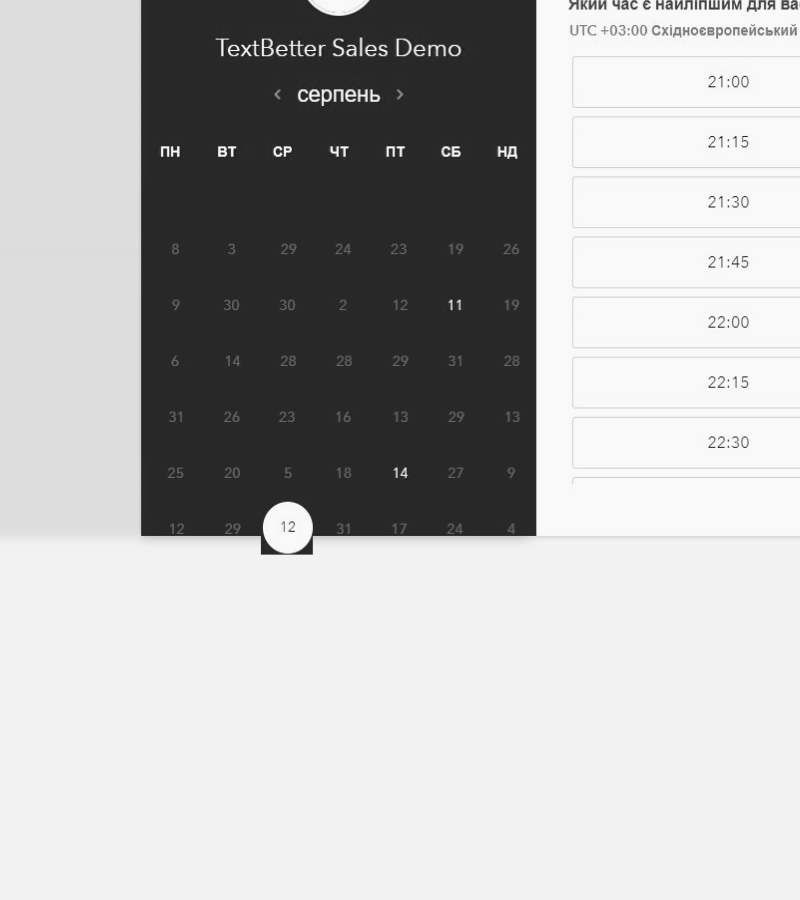 Який час є найліпшим для
UTC +03:00 Східноєвропейський
TextBetter Sales Demo
серпень
ПН ВТ СР ЧТ ПТ СБ НД
8 3 29 24 23 19 26
9 30 30 2 12 11 19
6 14 28 28 29 31 28
31 26 23 16 13 29 13
25 20 5 18 14 27 9
12 29 12 31 17 24 4
21:00
21:15
21:30
21:45
22:00
22:15
22:30